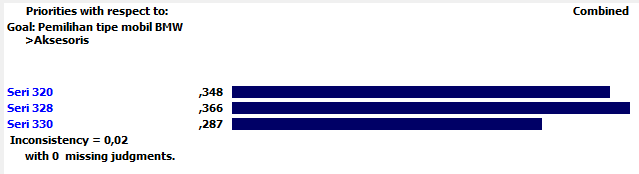 Priorities with respect to: Combined
Goal: Pemilihan tipe mobil BMW
>Aksesoris
Seri 320 ,348
Seri 328 ,366
Seri 330 ,287
Inconsistency = 0,02
with 0 missing judgments.